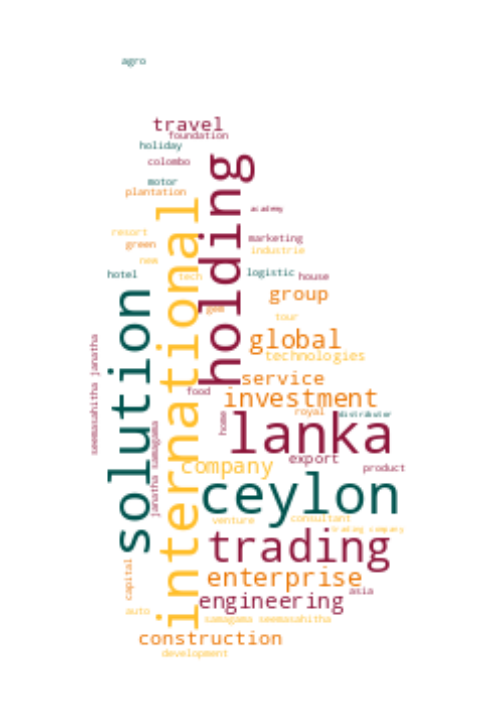 agro
travel
foundation
holiday
colombo
motor
plantation
holding
international
academy
resort
green
marketing
industrie
new
hotel
tech
logistic
house
solution
group
gem
tour
global
technologies
seemasahitha janatha
service
food
investment
royal
distributor
home
lanka
janatha samagama
company
export
product
ceylon
venture
consultant
trading company
trading
capital
enterprise
asia
engineering
auto
samagama seemasahitha
construction
development